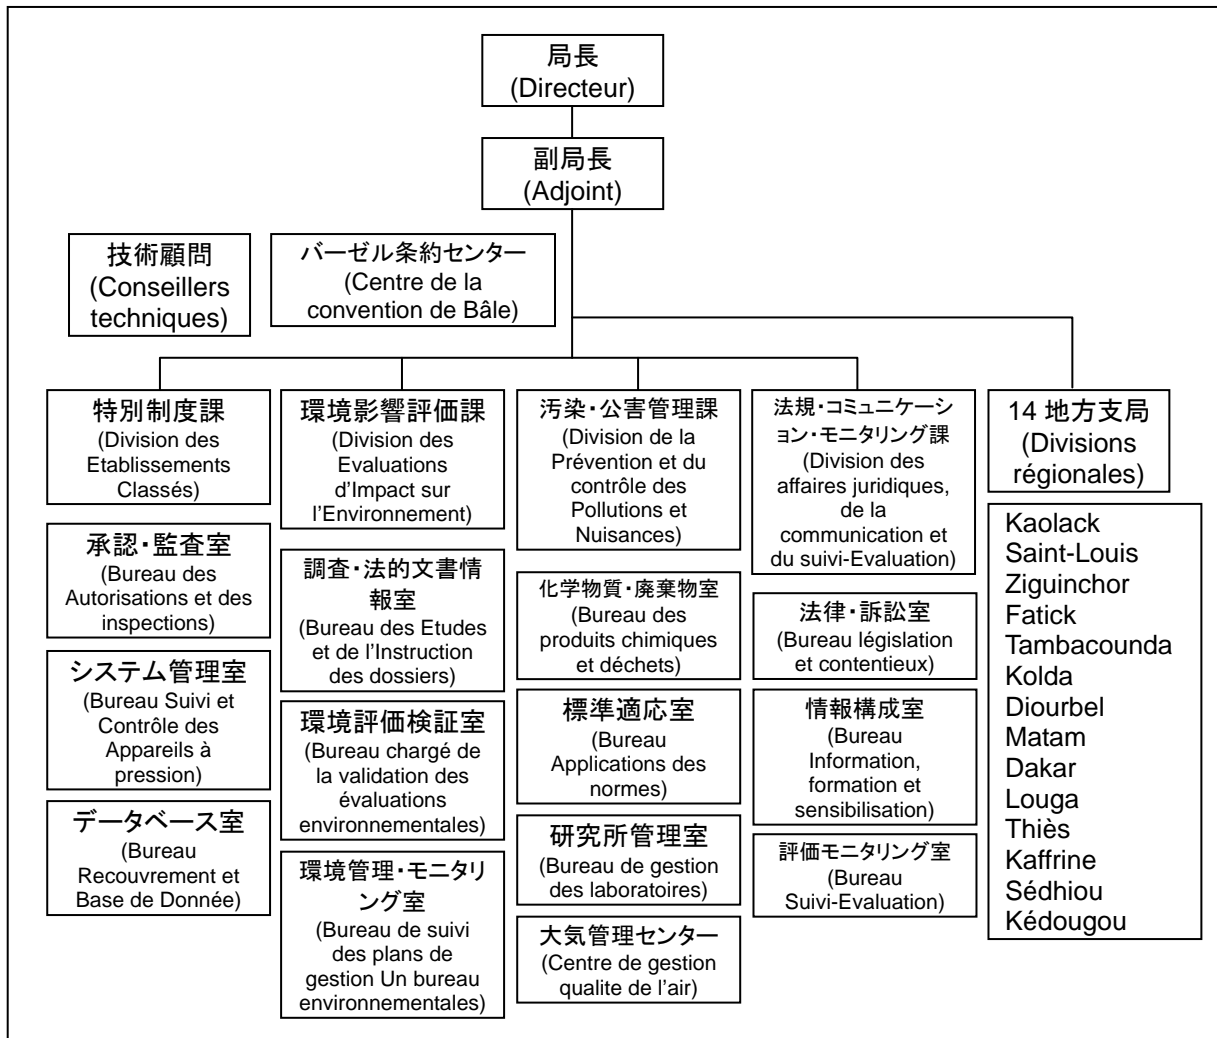 局長
(Directeur)
副局長
(Adjoint)
技術顧問
(Conseillers
techniques)
バーゼル条約センター
(Centre de la
convention de Bâle)
特別制度課
(Division des
Etablissements
Classés)
承認・監査室
(Bureau des
Autorisations et des
inspections)
システム管理室
(Bureau Suivi et
Contrôle des
Appareils à
pression)
データベース室
(Bureau
Recouvrement et
Base de Donnée)
環境影響評価課
(Division des
Evaluations
d’Impact sur
l’Environnement)
調査・法的文書情
報室
(Bureau des Etudes
et de l’Instruction
des dossiers)
環境評価検証室
(Bureau chargé de
la validation des
évaluations
environnementales)
環境管理・モニタリ
ング室
(Bureau de suivi
des plans de
gestion Un bureau
environnementales)
汚染・公害管理課
(Division de la
Prévention et du
contrôle des
Pollutions et
Nuisances)
化学物質・廃棄物室
(Bureau des
produits chimiques
et déchets)
標準適応室
(Bureau
Applications des
normes)
研究所管理室
(Bureau de gestion
des laboratoires)
大気管理センター
(Centre de gestion
qualite de l’air)
法規・コミュニケーシ
ョン・モニタリング課
(Division des
affaires juridiques,
de la
communication et
du suivi-Evaluation)
法律・訴訟室
(Bureau législation
et contentieux)
情報構成室
(Bureau
Information,
formation et
sensibilisation)
評価モニタリング室
(Bureau
Suivi-Evaluation)
14 地方支局
(Divisions
régionales)
Kaolack
Saint-Louis
Ziguinchor
Fatick
Tambacounda
Kolda
Diourbel
Matam
Dakar
Louga
Thiès
Kaffrine
Sédhiou
Kédougou